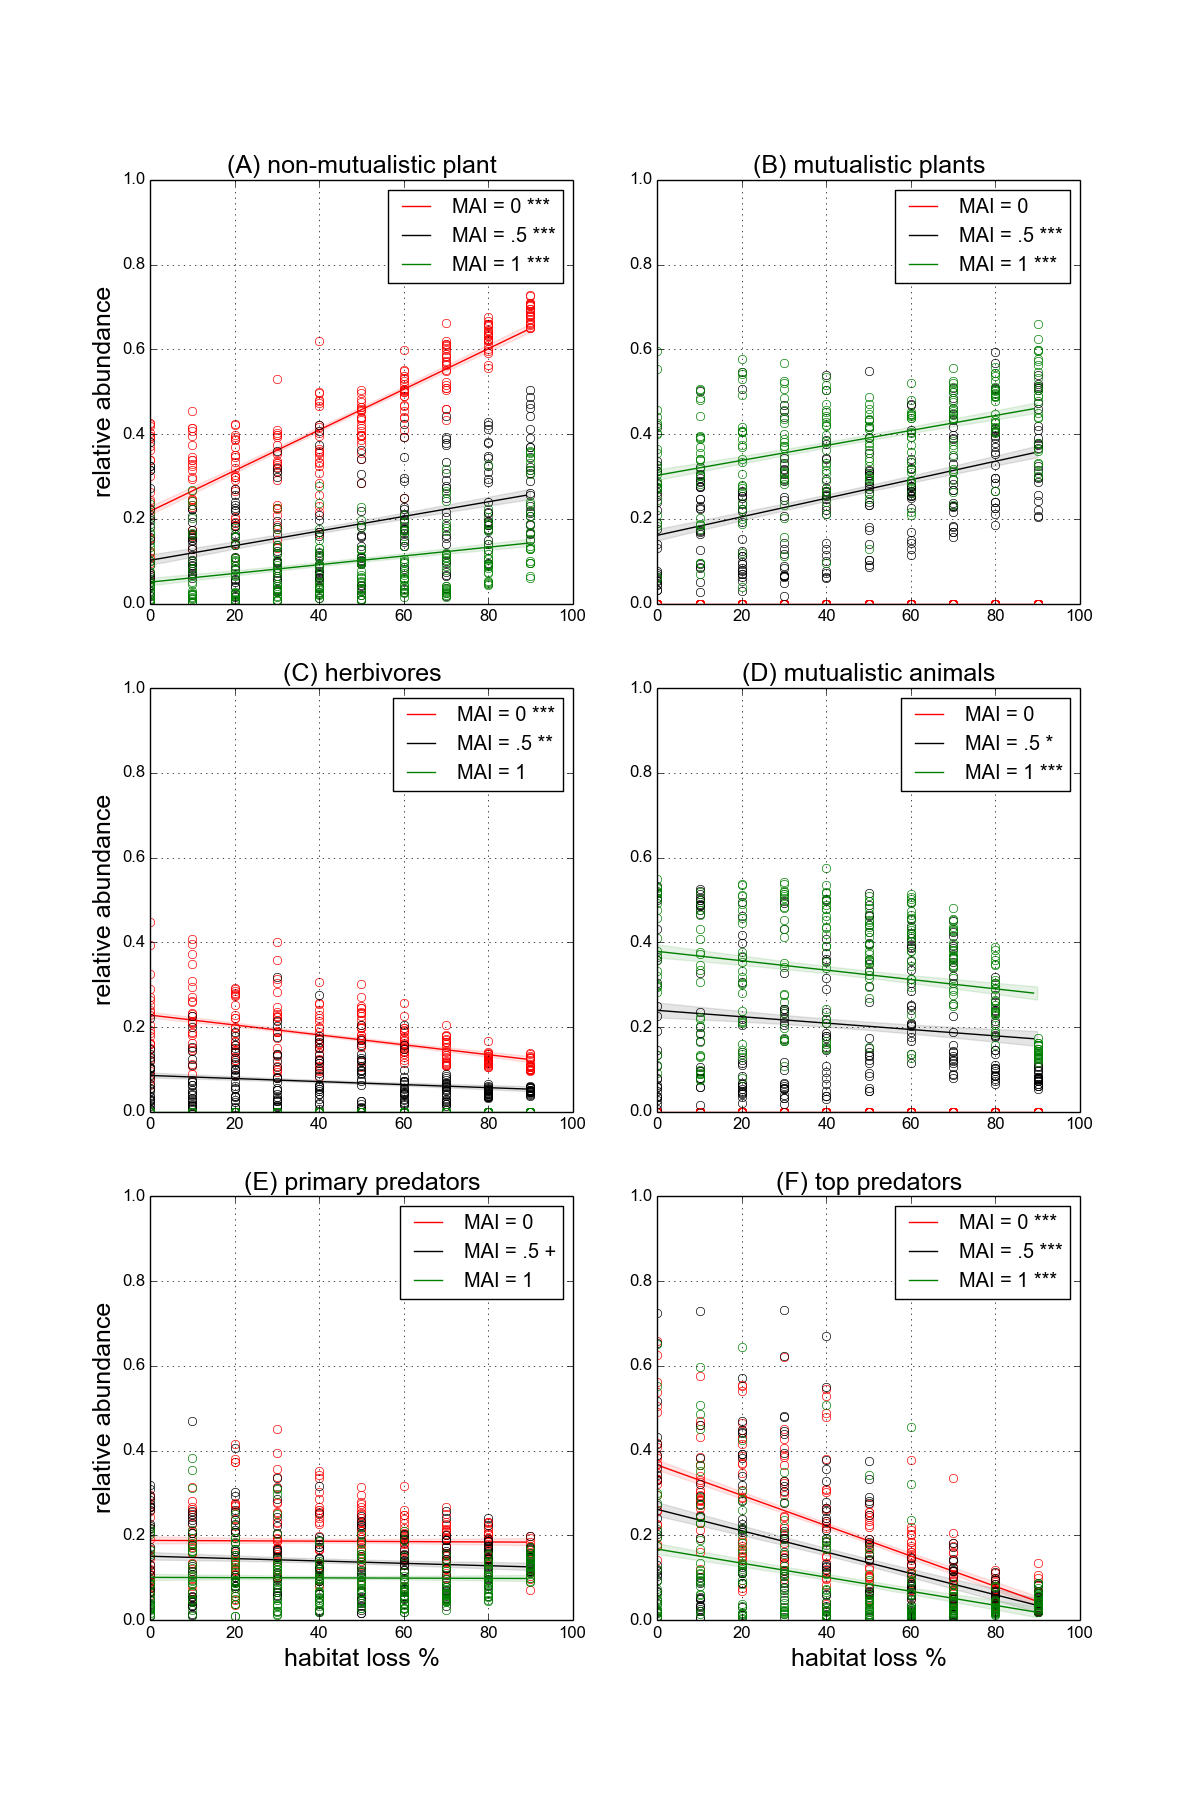 (A) non-mutualistic plant
relative abundance
1.0
0.8
0.6
0.4
0.2
0.0
0 20 40 60 80 100
MAI = 0 ***
MAI = .5 ***
MAI = 1 ***
(B) mutualistic plants
1.0
0.8
0.6
0.4
0.2
0.0
0 20 40 60 80 100
MAI = 0
MAI = .5 ***
MAI = 1 ***
(C) herbivores
relative abundance
1.0
0.8
0.6
0.4
0.2
0.0
0 20 40 60 80 100
MAI = 0 ***
MAI = .5 **
MAI = 1
(D) mutualistic animals
1.0
0.8
0.6
0.4
0.2
0.0
0 20 40 60 80 100
MAI = 0
MAI = .5 *
MAI = 1 ***
(E) primary predators
relative abundance
1.0
0.8
0.6
0.4
0.2
0.0
0 20 40 60 80 100
habitat loss %
MAI = 0
MAI = .5 +
MAI = 1
(F) top predators
1.0
0.8
0.6
0.4
0.2
0.0
0 20 40 60 80 100
habitat loss %
MAI = 0 ***
MAI = .5 ***
MAI = 1 ***